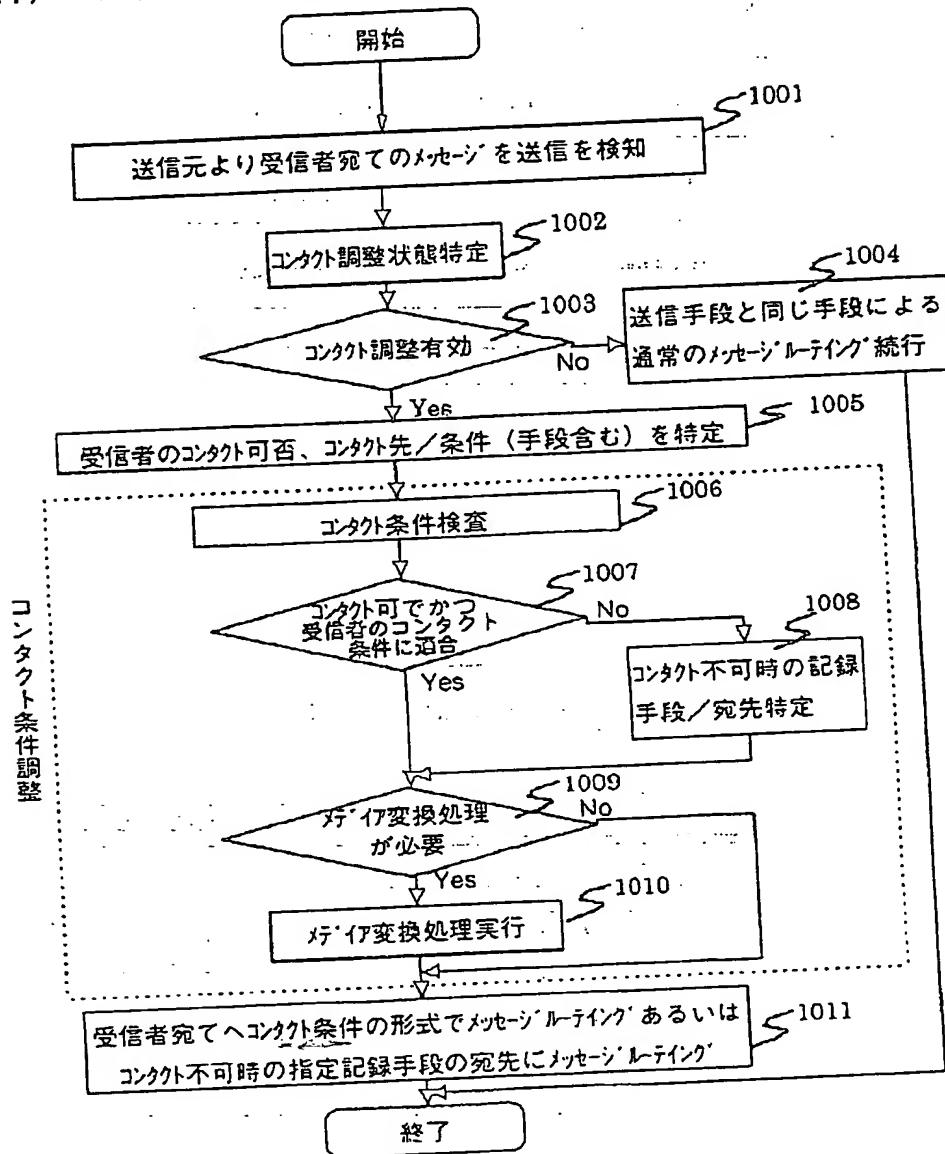 開始
1001
送信元より受信者宛てのメッセージを送信を検知
1002
コンタクト調整状態特定
1003
コンタクト調整有効
No
1004
送信手段と同じ手段による
通常のメッセージルーテイング続行
Yes
1005
受信者のコンタクト可否、コンタクト先／条件（手段含む）を特定
1006
コンタクト条件検査
1007
コンタクト可でかつ
受信者のコンタクト
条件に適合
No
Yes
1008
コンタクト不可時の記録
手段／宛先特定
コンタクト条件調整
1009
メデイア変換処理
が必要
No
Yes
1010
メデイア変換処理実行
1011
受信者宛てへコンタクト条件の形式でメッセージルーテイングあるいは
コンタクト不可時の指定記録手段の宛先にメッセージルーテイング
終了